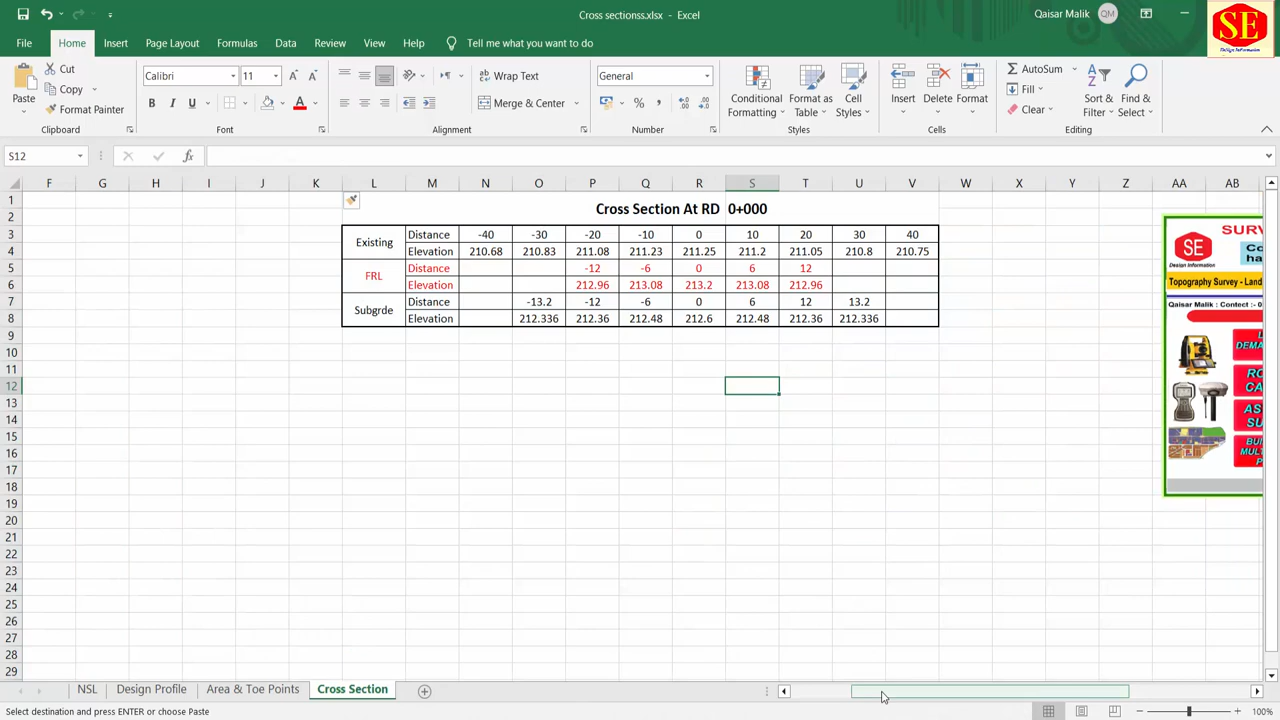 Cross sectionss.xlsx - Excel
Qaisar Malik QM
SE
Design Information
File Home Insert Page Layout Formulas Data Review View Help Tell me what you want to do
Paste Cut Copy Format Painter Clipboard
Calibri 11 B I U A Font
Wrap Text Merge & Center Alignment
General % , Number
Conditional Formatting Format as Table Cell Styles Styles
Insert Delete Format Cells
AutoSum Fill Clear Sort & Filter Find & Select Editing
S12 fx
F G H I J K L M N O P Q R S T U V W X Y Z AA AB
1
2 Cross Section At RD 0+000
3 Existing Distance -40 -30 -20 -10 0 10 20 30 40
4 Elevation 210.68 210.83 211.08 211.23 211.25 211.2 211.05 210.8 210.75
5 FRL Distance -12 -6 0 6 12
6 Elevation 212.96 213.08 213.2 213.08 212.96
7 Subgrde Distance -13.2 -12 -6 0 6 12 13.2
8 Elevation 212.336 212.36 212.48 212.6 212.48 212.36 212.336
9
10
11
12
13
14
15
16
17
18
19
20
21
22
23
24
25
26
27
28
29
SURV
SE
Design Information
Co
ha
Topography Survey - Land
Qaisar Malik : Contect :- 0
DEMA
RO
CA
AS
SU
BU
MUL
P
NSL Design Profile Area & Toe Points Cross Section
Select destination and press ENTER or choose Paste 100%